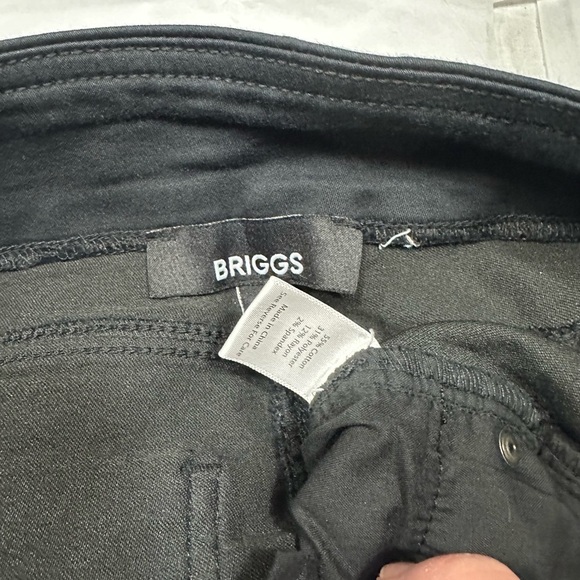 BRIGGS
55% Cotton
31% Polyester
12% Rayon
2% Spandex
Made in China
See Reverse For Care